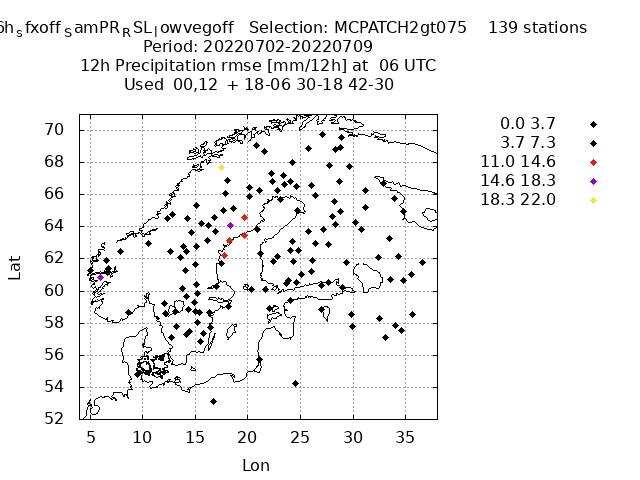 6h_sfxoff_SamPR_RSL_lowvegoff Selection: MCPATCH2gt075 139 stations
Period: 20220702-20220709
12h Precipitation rmse [mm/12h] at 06 UTC
Used 00,12 + 18-06 30-18 42-30
0.0 3.7
3.7 7.3
11.0 14.6
14.6 18.3
18.3 22.0
70
68
66
64
62
60
58
56
54
52
Lat
5 10 15 20 25 30 35
Lon